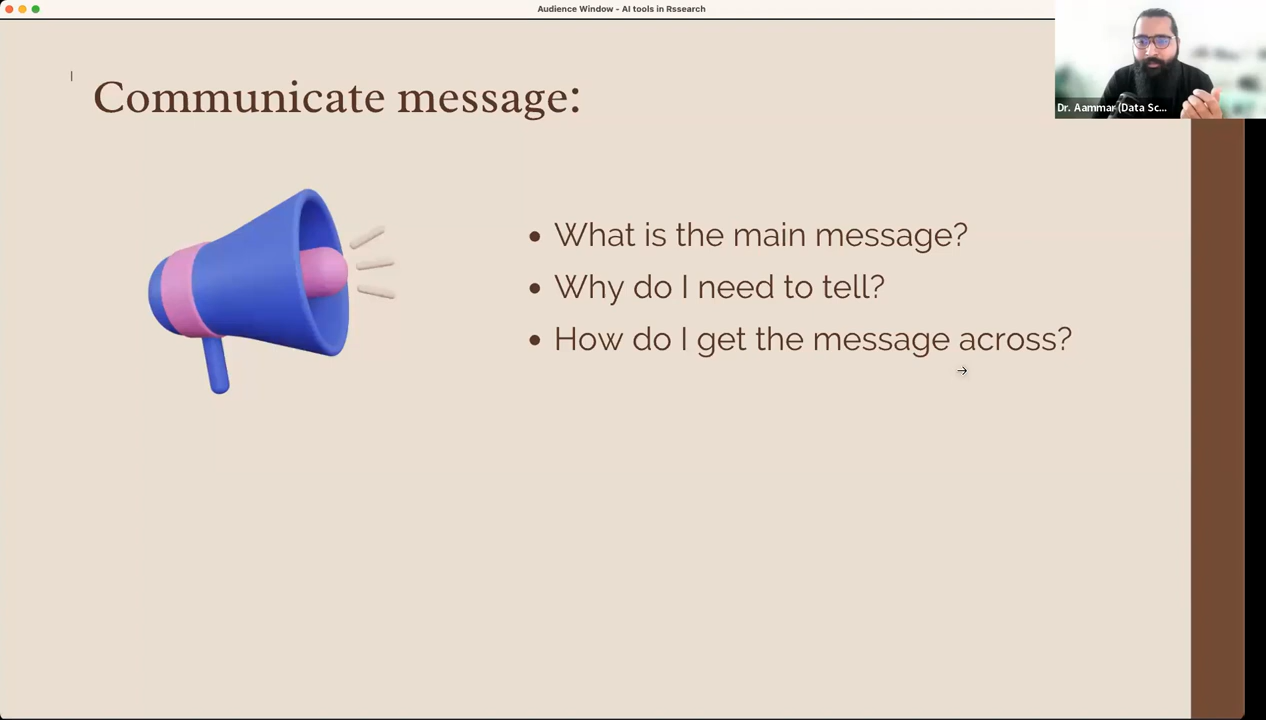 Audience Window - AI tools in Rssearch
Dr. Aammar (Data Sc...
Communicate message:
• What is the main message?
• Why do I need to tell?
• How do I get the message across?